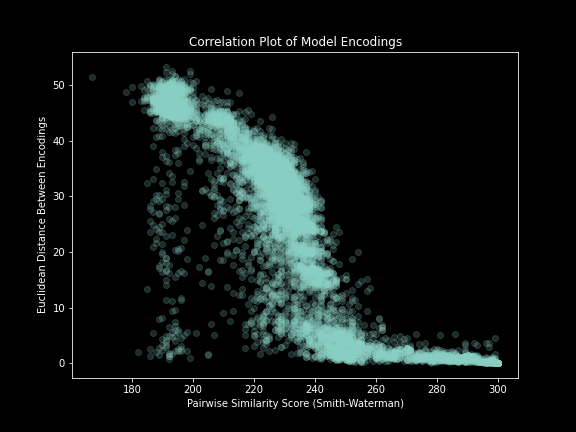 Correlation Plot of Model Encodings
Euclidean Distance Between Encodings
50
40
30
20
10
0
180 200 220 240 260 280 300
Pairwise Similarity Score (Smith-Waterman)